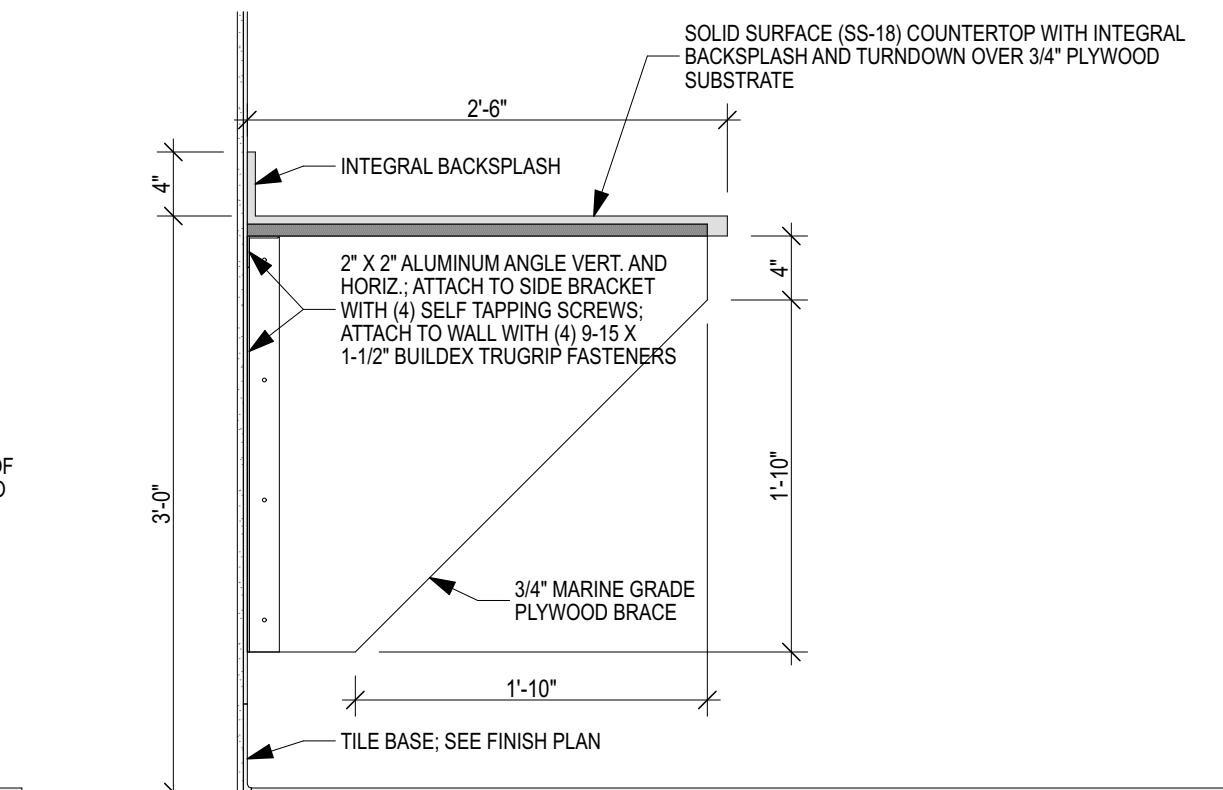 SOLID SURFACE (SS-18) COUNTERTOP WITH INTEGRAL
BACKSPLASH AND TURNDOWN OVER 3/4" PLYWOOD
SUBSTRATE
2'-6"
INTEGRAL BACKSPLASH
4"
2" X 2" ALUMINUM ANGLE VERT. AND
HORIZ.; ATTACH TO SIDE BRACKET
WITH (4) SELF TAPPING SCREWS;
ATTACH TO WALL WITH (4) 9-15 X
1-1/2" BUILDEX TRUGRIP FASTENERS
4"
3'-0"
1'-10"
3/4" MARINE GRADE
PLYWOOD BRACE
1'-10"
TILE BASE; SEE FINISH PLAN